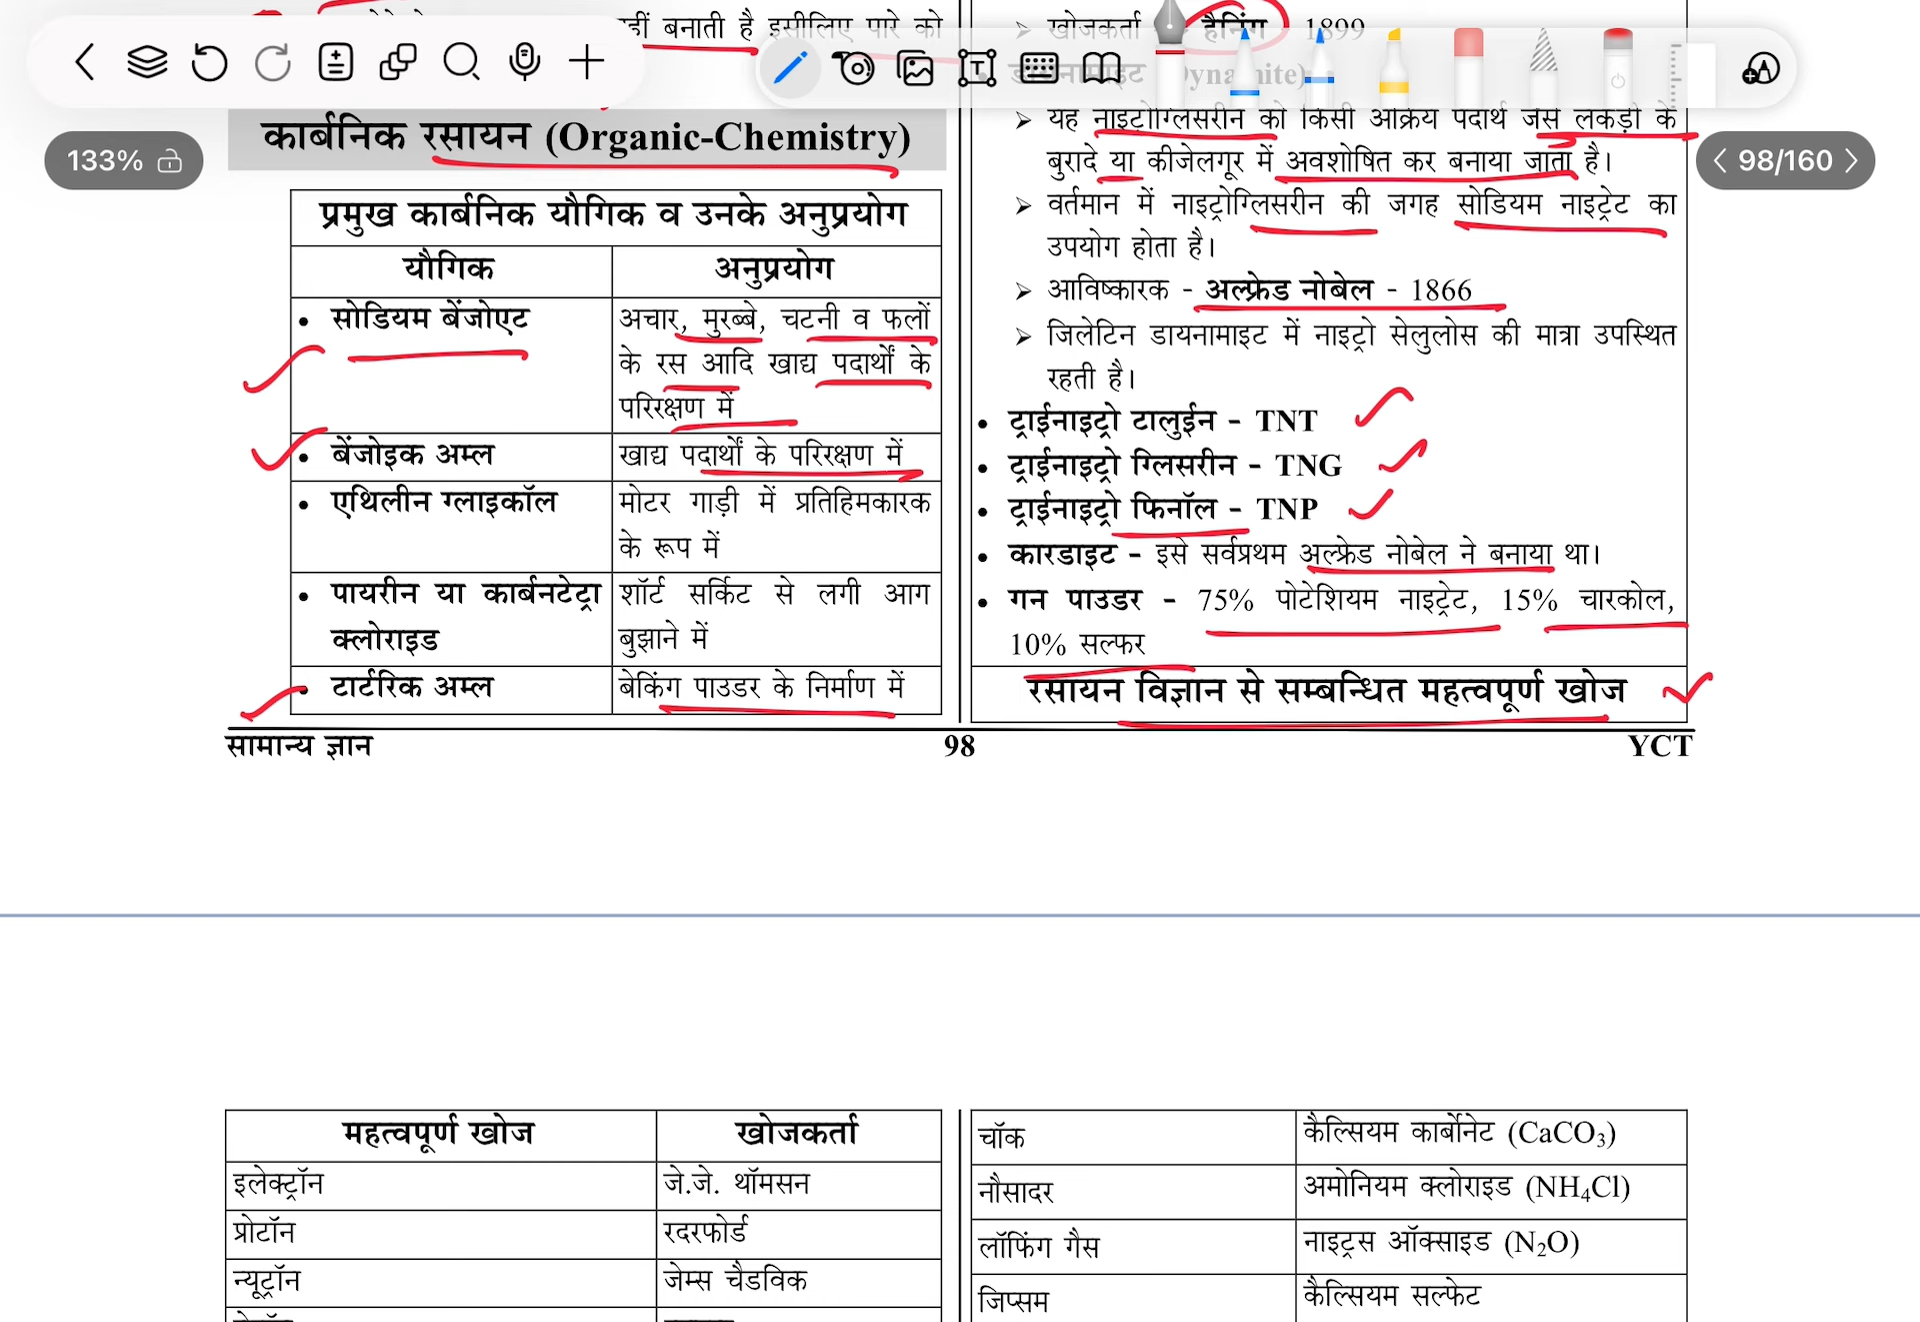 हीं बनाती है इसीलिए पारे को
133%
कार्बनिक रसायन (Organic-Chemistry)
प्रमुख कार्बनिक यौगिक व उनके अनुप्रयोग
यौगिक अनुप्रयोग
• सोडियम बेंजोएट अचार, मुरब्बे, चटनी व फलों
के रस आदि खाद्य पदार्थों के
परिरक्षण में
• बेंजोइक अम्ल खाद्य पदार्थों के परिरक्षण में
• एथिलीन ग्लाइकॉल मोटर गाड़ी में प्रतिहिमकारक
के रूप में
• पायरीन या कार्बनटेट्रा शॉर्ट सर्किट से लगी आग
क्लोराइड बुझाने में
• टार्टरिक अम्ल बेकिंग पाउडर के निर्माण में
➢ खोजकर्ता हैनिंग 1899
98/160
➢ यह नाइट्रोग्लिसरीन को किसी अक्रिय पदार्थ जैसे लकड़ी के
बुरादे या कीजेलगूर में अवशोषित कर बनाया जाता है।
➢ वर्तमान में नाइट्रोग्लिसरीन की जगह सोडियम नाइट्रेट का
उपयोग होता है।
➢ आविष्कारक - अल्फ्रेड नोबेल - 1866
➢ जिलेटिन डायनामाइट में नाइट्रो सेलुलोस की मात्रा उपस्थित
रहती है।
• ट्राईनाइट्रो टालुईन – TNT
• ट्राईनाइट्रो ग्लिसरीन – TNG
• ट्राईनाइट्रो फिनॉल – TNP
• कारडाइट – इसे सर्वप्रथम अल्फ्रेड नोबेल ने बनाया था।
• गन पाउडर – 75% पोटेशियम नाइट्रेट, 15% चारकोल,
10% सल्फर
रसायन विज्ञान से सम्बन्धित महत्वपूर्ण खोज
सामान्य ज्ञान 98 YCT
महत्वपूर्ण खोज खोजकर्ता
इलेक्ट्रॉन जे.जे. थॉमसन
प्रोटॉन रदरफोर्ड
न्यूट्रॉन जेम्स चैडविक
चॉक कैल्सियम कार्बोनेट (CaCO₃)
नौसादर अमोनियम क्लोराइड (NH₄Cl)
लॉफिंग गैस नाइट्रस ऑक्साइड (N₂O)
जिप्सम कैल्सियम सल्फेट